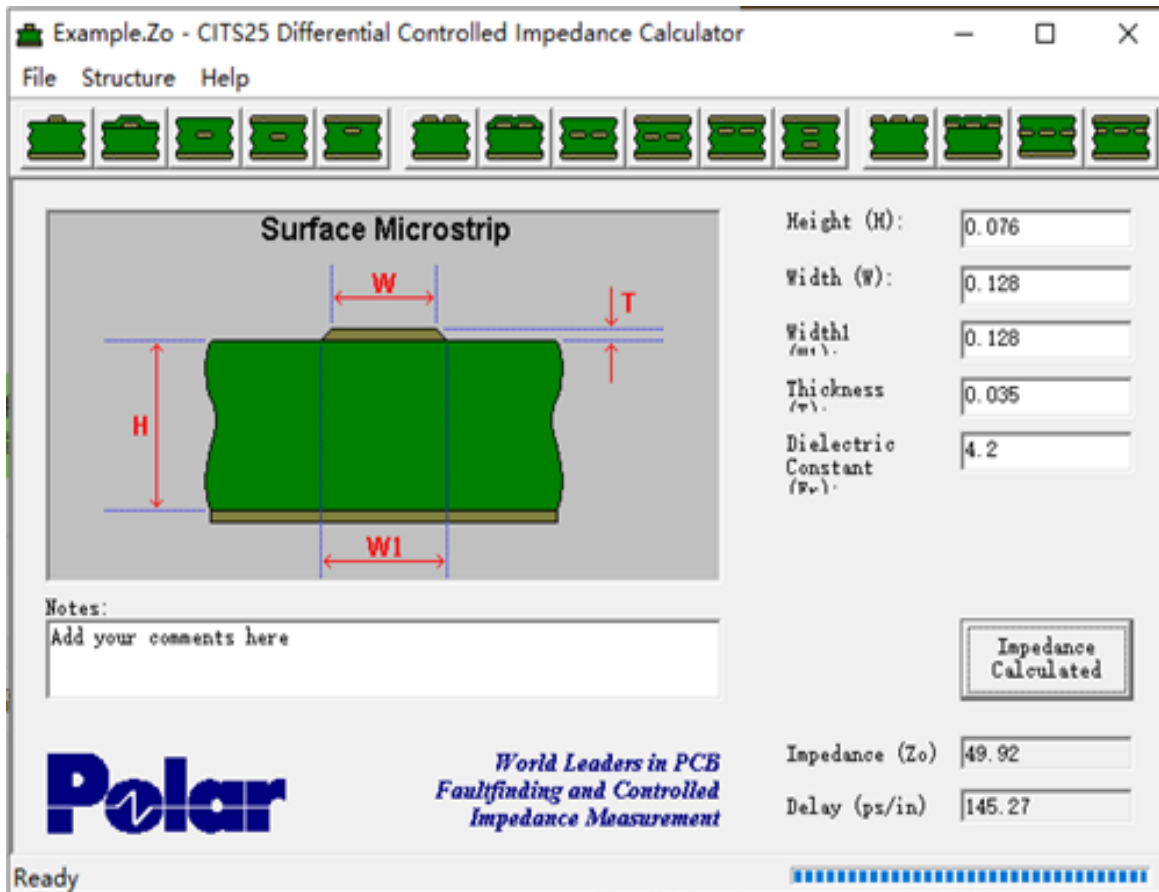 Example.Zo - CITS25 Differential Controlled Impedance Calculator
File Structure Help
Surface Microstrip
W
T
H
W1
Height (H):
0.076
Width (W):
0.128
Width1
0.128
Thickness
0.035
Dielectric
Constant
4.2
Notes:
Add your comments here
Impedance
Calculated
Polar
World Leaders in PCB
Faultfinding and Controlled
Impedance Measurement
Impedance (Zo)
49.92
Delay (ps/in)
145.27
Ready